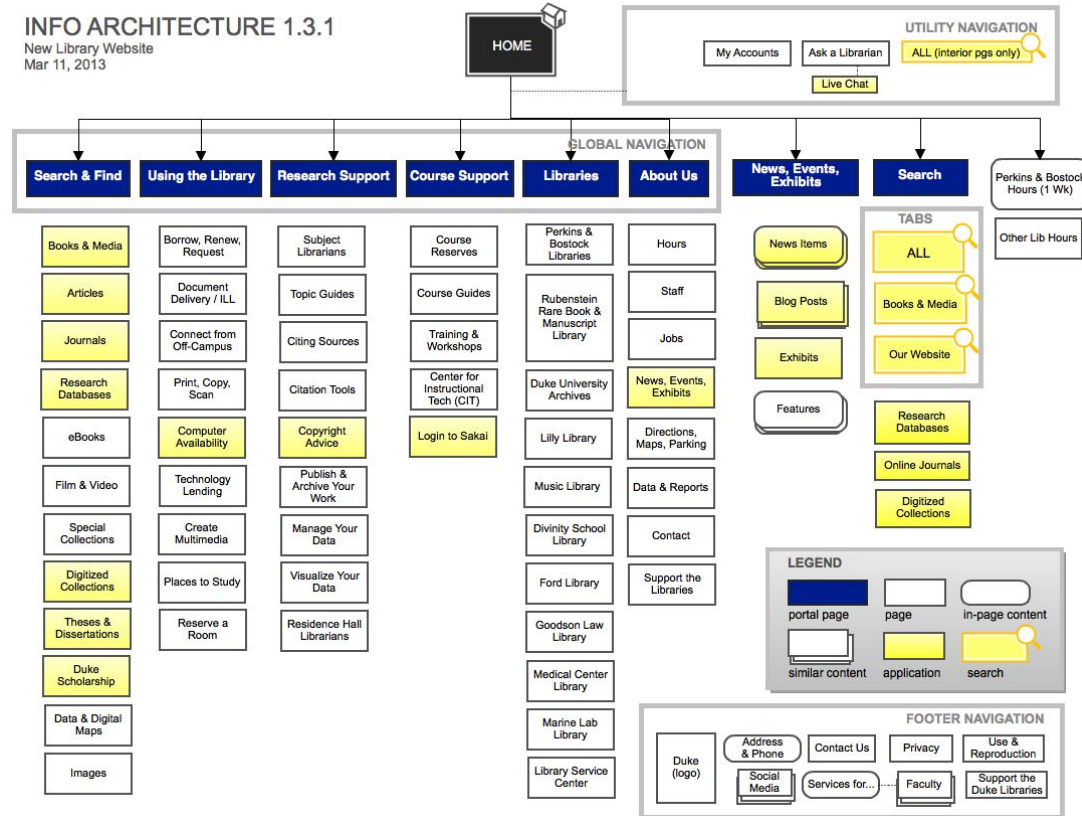 INFO ARCHITECTURE 1.3.1
New Library Website
Mar 11, 2013
HOME
UTILITY NAVIGATION
My Accounts
Ask a Librarian
ALL (interior pgs only)
Live Chat
GLOBAL NAVIGATION
Search & Find
Using the Library
Research Support
Course Support
Libraries
About Us
News, Events,
Exhibits
Search
Perkins & Bostock
Hours (1 Wk)
Other Lib Hours
Books & Media
Articles
Journals
Research
Databases
eBooks
Film & Video
Special
Collections
Digitized
Collections
Theses &
Dissertations
Duke
Scholarship
Data & Digital
Maps
Images
Borrow, Renew,
Request
Document
Delivery / ILL
Connect from
Off-Campus
Print, Copy,
Scan
Computer
Availability
Technology
Lending
Create
Multimedia
Places to Study
Reserve a
Room
Subject
Librarians
Topic Guides
Citing Sources
Citation Tools
Copyright
Advice
Publish &
Archive Your
Work
Manage Your
Data
Visualize Your
Data
Residence Hall
Librarians
Course
Reserves
Course Guides
Training &
Workshops
Center for
Instructional
Tech (CIT)
Login to Sakai
Perkins &
Bostock
Libraries
Rubenstein
Rare Book &
Manuscript
Library
Duke University
Archives
Lilly Library
Music Library
Divinity School
Library
Ford Library
Goodson Law
Library
Medical Center
Library
Marine Lab
Library
Library Service
Center
Hours
Staff
Jobs
News, Events,
Exhibits
Directions,
Maps, Parking
Data & Reports
Contact
Support the
Libraries
News Items
Blog Posts
Exhibits
Features
TABS
ALL
Books & Media
Our Website
Research
Databases
Online Journals
Digitized
Collections
LEGEND
portal page
page
in-page content
similar content
application
search
FOOTER NAVIGATION
Duke
(logo)
Address
& Phone
Contact Us
Privacy
Use &
Reproduction
Social
Media
Services for...
Faculty
Support the
Duke Libraries